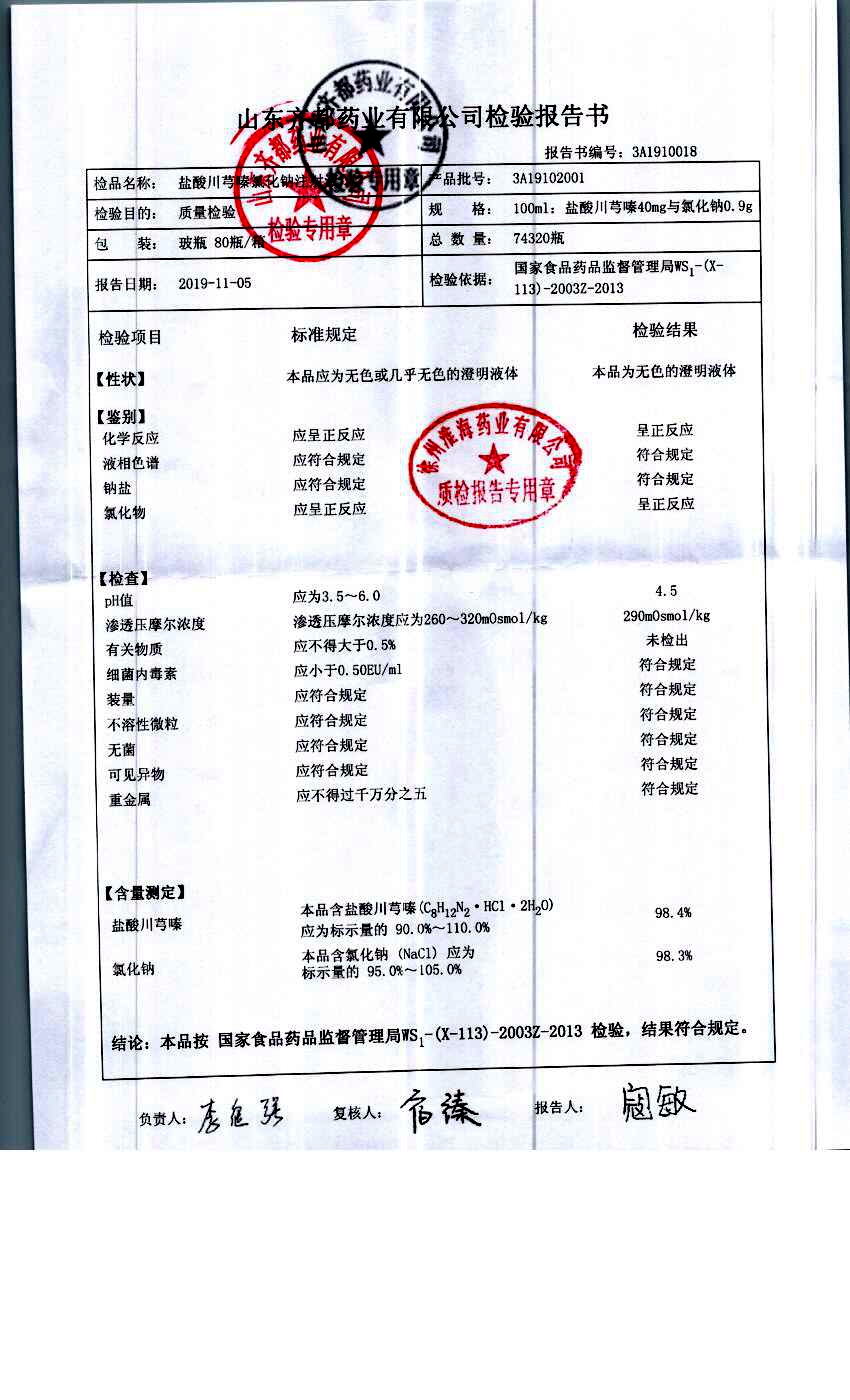 山东齐都药业有限公司检验报告书
报告书编号：3A1910018
检品名称： 盐酸川芎嗪氯化钠注射液 产品批号： 3A19102001
检验目的： 质量检验 规 格： 100ml：盐酸川芎嗪40mg与氯化钠0.9g
包 装： 玻瓶 80瓶/箱 总 数 量： 74320瓶
报告日期： 2019-11-05 检验依据： 国家食品药品监督管理局WS₁-(X-
113)-2003Z-2013
检验项目 标准规定 检验结果
【性状】 本品应为无色或几乎无色的澄明液体 本品为无色的澄明液体
【鉴别】
化学反应 应呈正反应 呈正反应
液相色谱 应符合规定 符合规定
钠盐 应符合规定 符合规定
氯化物 应呈正反应 呈正反应
【检查】
pH值 应为3.5～6.0 4.5
渗透压摩尔浓度 渗透压摩尔浓度应为260～320mOsmol/kg 290mOsmol/kg
有关物质 应不得大于0.5% 未检出
细菌内毒素 应小于0.50EU/ml 符合规定
装量 应符合规定 符合规定
不溶性微粒 应符合规定 符合规定
无菌 应符合规定 符合规定
可见异物 应符合规定 符合规定
重金属 应不得过千万分之五 符合规定
【含量测定】
盐酸川芎嗪 本品含盐酸川芎嗪(C₈H₁₂N₂·HCl·2H₂O) 98.4%
应为标示量的 90.0%～110.0%
氯化钠 本品含氯化钠 (NaCl) 应为 98.3%
标示量的 95.0%～105.0%
结论：本品按 国家食品药品监督管理局WS₁-(X-113)-2003Z-2013 检验，结果符合规定。
负责人： 复核人： 宿臻 报告人： 寇敏
山东齐都药业有限公司
检验专用章
检验专用章
徐州淮海药业有限公司
质检报告专用章